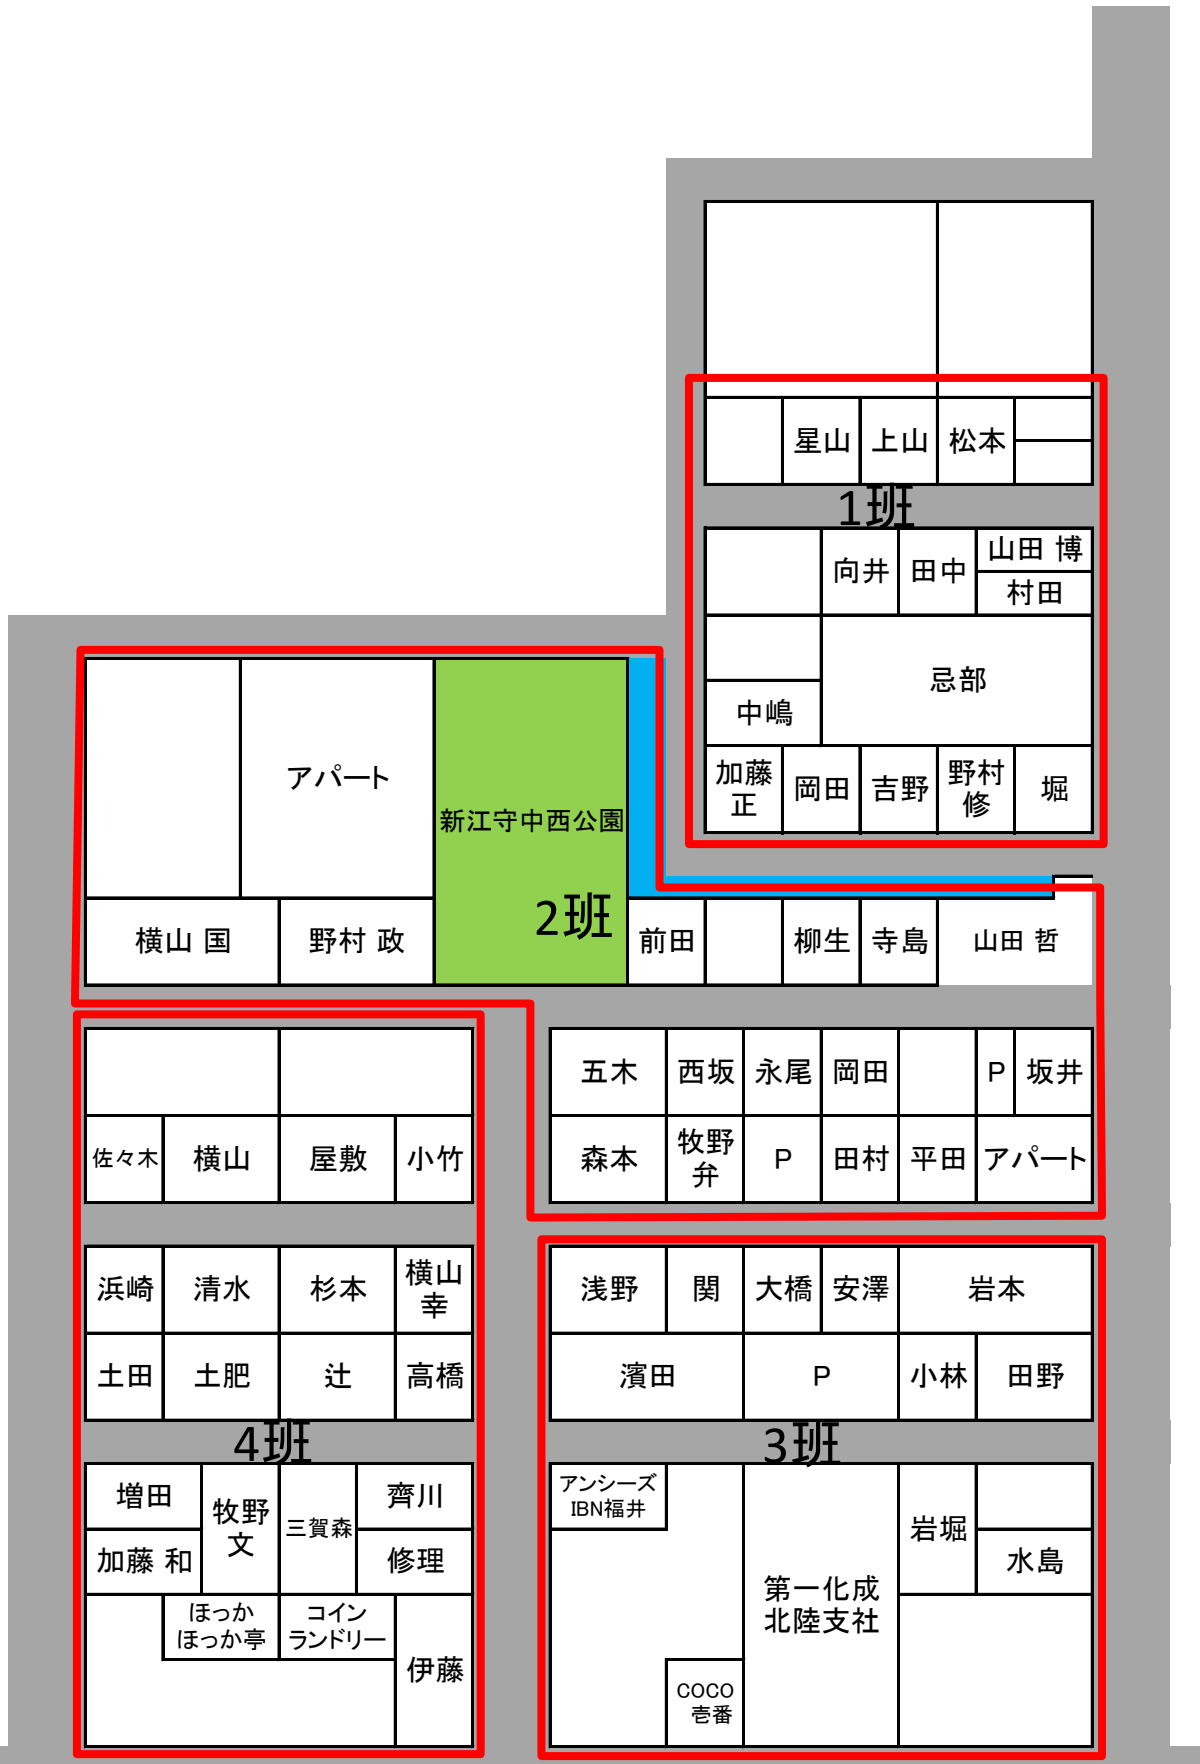 星山 上山 松本
1班
向井 田中 山田 博
村田
忌部
中嶋
加藤
正
岡田 吉野
野村
修
堀
アパート
新江守中西公園
2班
横山 国 野村 政 前田 柳生 寺島 山田 哲
五木 西坂 永尾 岡田 P 坂井
森本
牧野
弁
P 田村 平田 アパート
佐々木 横山 屋敷 小竹
浜崎 清水 杉本
横山
幸
土田 土肥 辻 高橋
4班
増田
牧野
文
三賀森 齊川
加藤 和 修理
ほっか
ほっか亭
コイン
ランドリー
伊藤
浅野 関 大橋 安澤 岩本
濱田 P 小林 田野
3班
アンシーズ
IBN福井
岩堀
水島
第一化成
北陸支社
COCO
壱番